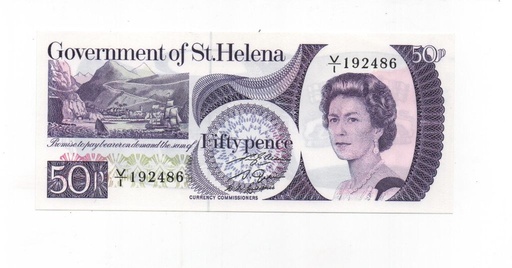 Government of St.Helena
V/1 192486
50P
Promise to pay bearer on demand the sum of
Fifty pence
50P
V/1 192486
CURRENCY COMMISSIONERS